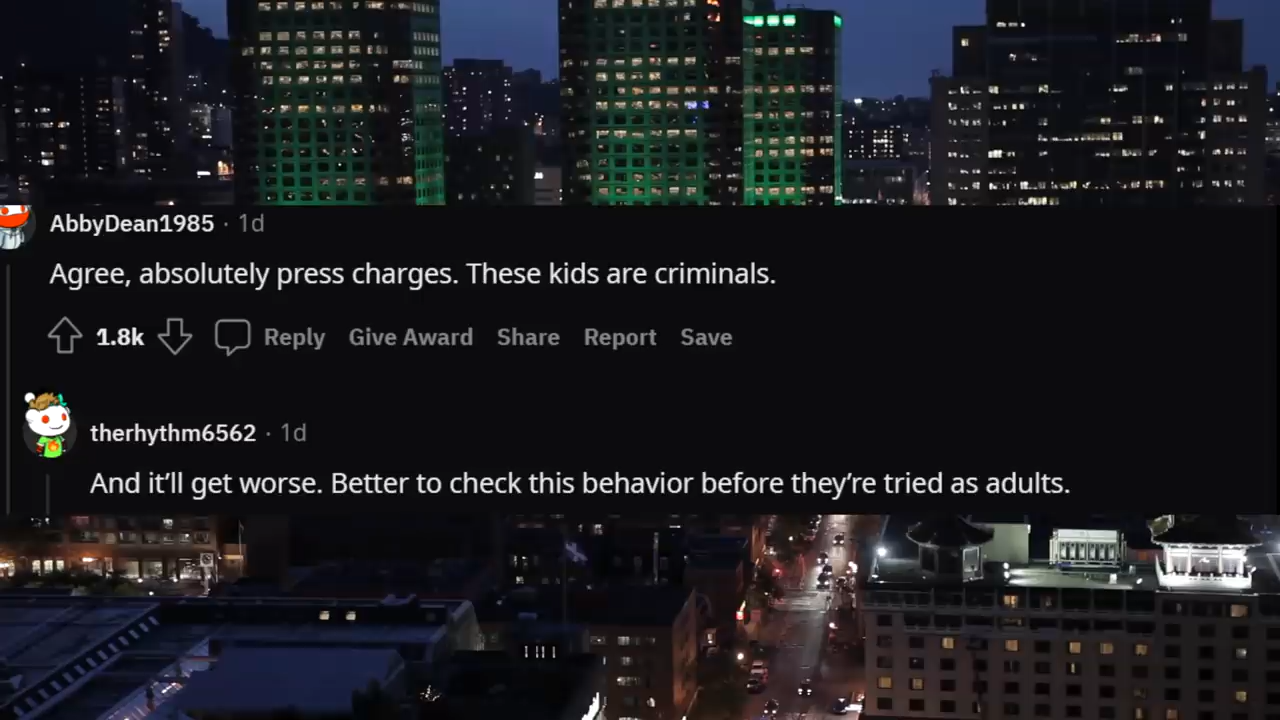 AbbyDean1985 · 1d
Agree, absolutely press charges. These kids are criminals.
1.8k Reply Give Award Share Report Save
therhythm6562 · 1d
And it’ll get worse. Better to check this behavior before they’re tried as adults.